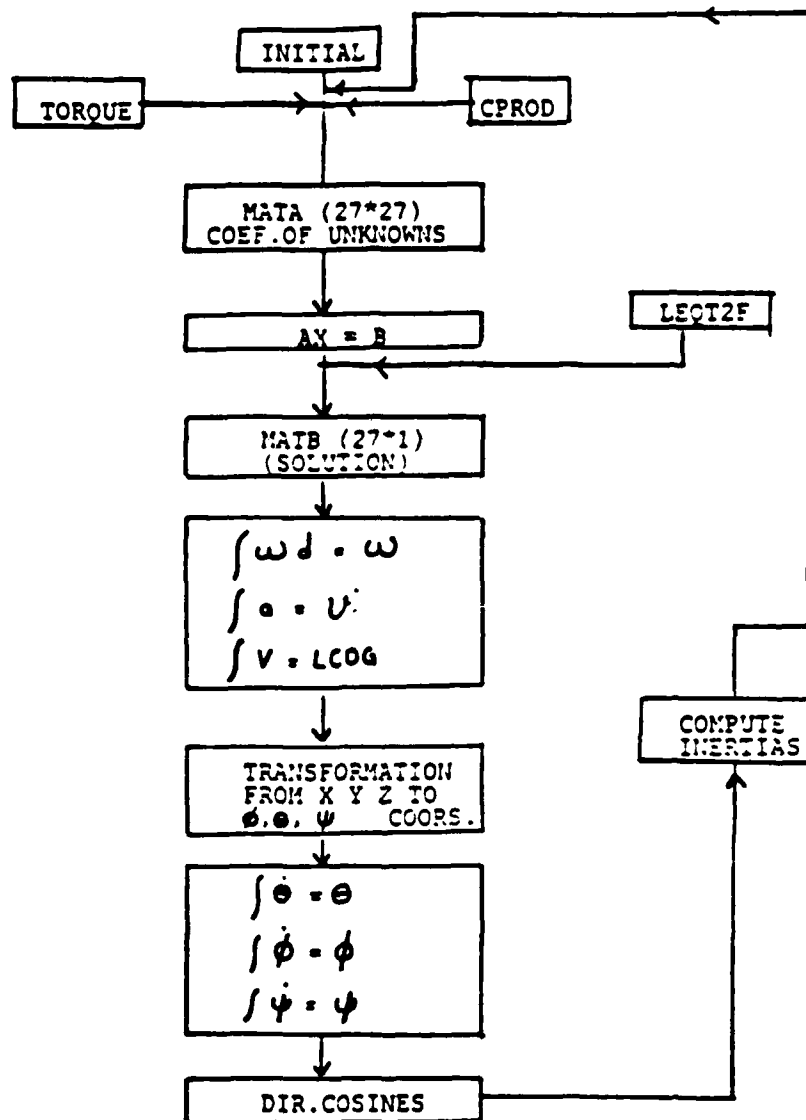 INITIAL
TORQUE
CPROD
MATA (27*27)
COEF.OF UNKNOWNS
LEQT2F
AX = B
MATB (27*1)
(SOLUTION)
∫ ωd = ω
∫ a = v
∫ V = LCOG
COMPUTE
INERTIAS
TRANSFORMATION
FROM X Y Z TO
ϕ, θ, ψ COORS.
∫ θ̇ = θ
∫ ϕ̇ = ϕ
∫ ψ̇ = ψ
DIR.COSINES